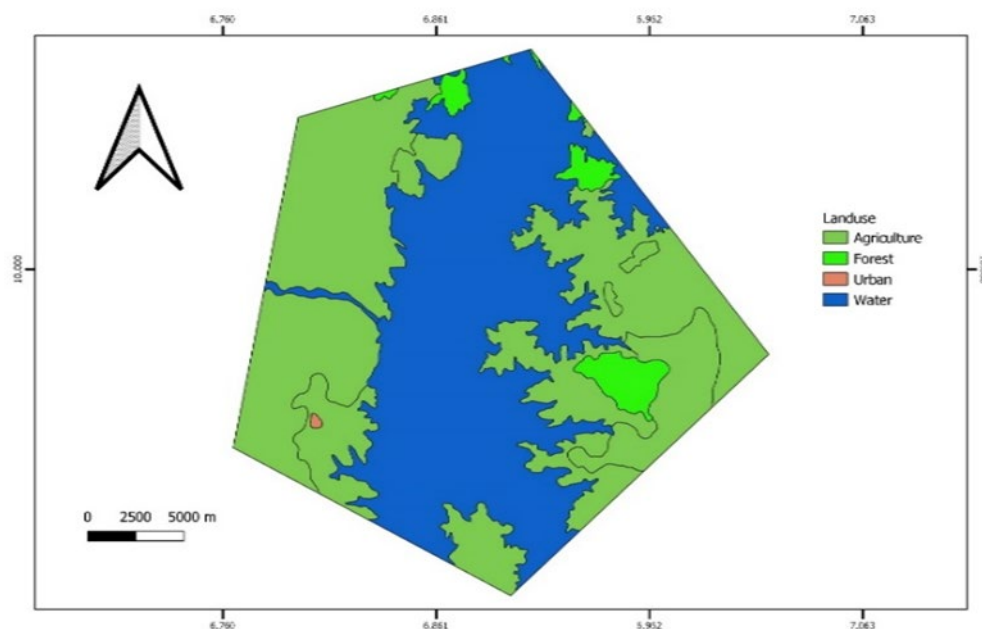 6.760 6.861 5.952 7.063
10.000
Landuse
Agriculture
Forest
Urban
Water
0 2500 5000 m
6.760 6.861 5.952 7.063